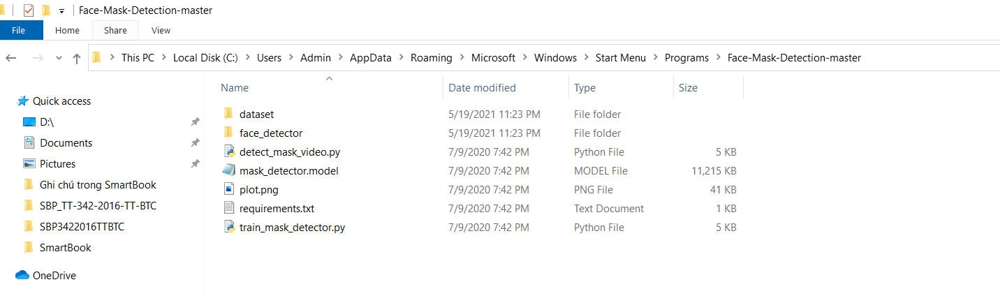 Face-Mask-Detection-master
File Home Share View
This PC Local Disk (C:) Users Admin AppData Roaming Microsoft Windows Start Menu Programs Face-Mask-Detection-master
Quick access
D:\
Documents
Pictures
Ghi chú trong SmartBook
SBP_TT-342-2016-TT-BTC
SBP3422016TTBTC
SmartBook
OneDrive
Name Date modified Type Size
dataset 5/19/2021 11:23 PM File folder
face_detector 5/19/2021 11:23 PM File folder
detect_mask_video.py 7/9/2020 7:42 PM Python File 5 KB
mask_detector.model 7/9/2020 7:42 PM MODEL File 11,215 KB
plot.png 7/9/2020 7:42 PM PNG File 41 KB
requirements.txt 7/9/2020 7:42 PM Text Document 1 KB
train_mask_detector.py 7/9/2020 7:42 PM Python File 5 KB